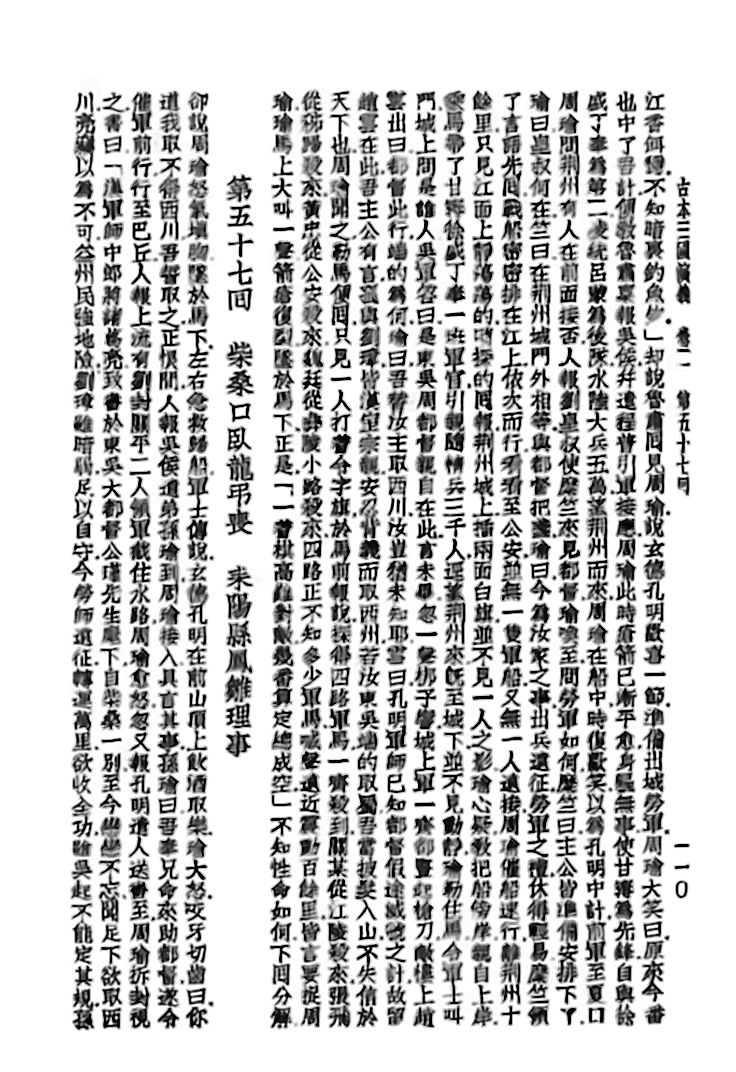 古本三國演義　卷二　第五十七回
一一〇
江香餌，不知暗裏釣魚鈎」却說魯肅回見周瑜說玄德孔明歡喜一節準備出城勞軍周瑜大笑曰原來今番
也中了吾計便教魯肅稟報吳侯幷遣程普引軍接應周瑜此時瘡箭已漸平愈身軀無事使甘寧爲先鋒自與徐
盛丁奉爲第二淩統呂蒙爲後隊水陸大兵五萬望荆州而來周瑜在船中時復歡笑以爲孔明中計前軍至夏口
周瑜問荆州有人在前面接否人報劉皇叔使糜竺來見都督瑜喚至問勞軍如何糜竺曰主公皆準備安排下了
瑜曰皇叔何在竺曰在荆州城門外相等與都督把盞瑜曰今爲汝家之事出兵遠征勞軍之禮休得輕易糜竺領
了言語先回戰船密密排在江上依次而行看看至公安並無一隻軍船又無一人遠接周瑜催船速行離荆州十
餘里只見江面上靜蕩蕩的哨探的回報荆州城上插兩面白旗並不見一人之影瑜心疑教把船傍岸親自上岸
乘馬帶了甘寧徐盛丁奉一班軍官引親隨精兵三千人逕望荆州來旣至城下並不見動靜瑜勒住馬令軍士叫
門城上問是誰人吳軍答曰是東吳周都督親自在此言未畢忽一聲梆子響城上軍一齊都豎起槍刀敵樓上趙
雲出曰都督此行端的爲何瑜曰吾替汝主取西川汝豈猶未知耶雲曰孔明軍師已知都督假途滅虢之計故留
趙雲在此吾主公有言孤與劉璋皆漢室宗親安忍背義而取西川若汝東吳端的取蜀吾當披髮入山不失信於
天下也周瑜聞之勒馬便回只見一人打着令字旗於馬前報說探得四路軍馬一齊殺到關某從江陵殺來張飛
從秭歸殺來黃忠從公安殺來魏延從孱陵小路殺來四路正不知多少軍馬喊聲遠近震動百餘里皆言要捉周
瑜瑜馬上大叫一聲箭瘡復裂墜於馬下正是「一着棋高難對敵幾番算定總成空」不知性命如何下回分解
第五十七回　柴桑口臥龍弔喪　耒陽縣鳳雛理事
卻說周瑜怒氣塡胸墜於馬下左右急救歸船軍士傳說玄德孔明在前山頂上飲酒取樂瑜大怒咬牙切齒曰你
道我取不得西川吾誓取之正恨間人報吳侯遣弟孫瑜到周瑜接入具言其事孫瑜曰吾奉兄命來助都督遂令
催軍前行行至巴丘人報上流有劉封關平二人領軍截住水路周瑜愈怒忽又報孔明遣人送書至周瑜拆封視
之書曰「漢軍師中郎將諸葛亮致書於東吳大都督公瑾先生麾下自柴桑一別至今戀戀不忘聞足下欲取西
川亮竊以爲不可益州民強地險劉璋雖暗弱足以自守今勞師遠征轉運萬里欲收全功雖吳起不能定其規孫